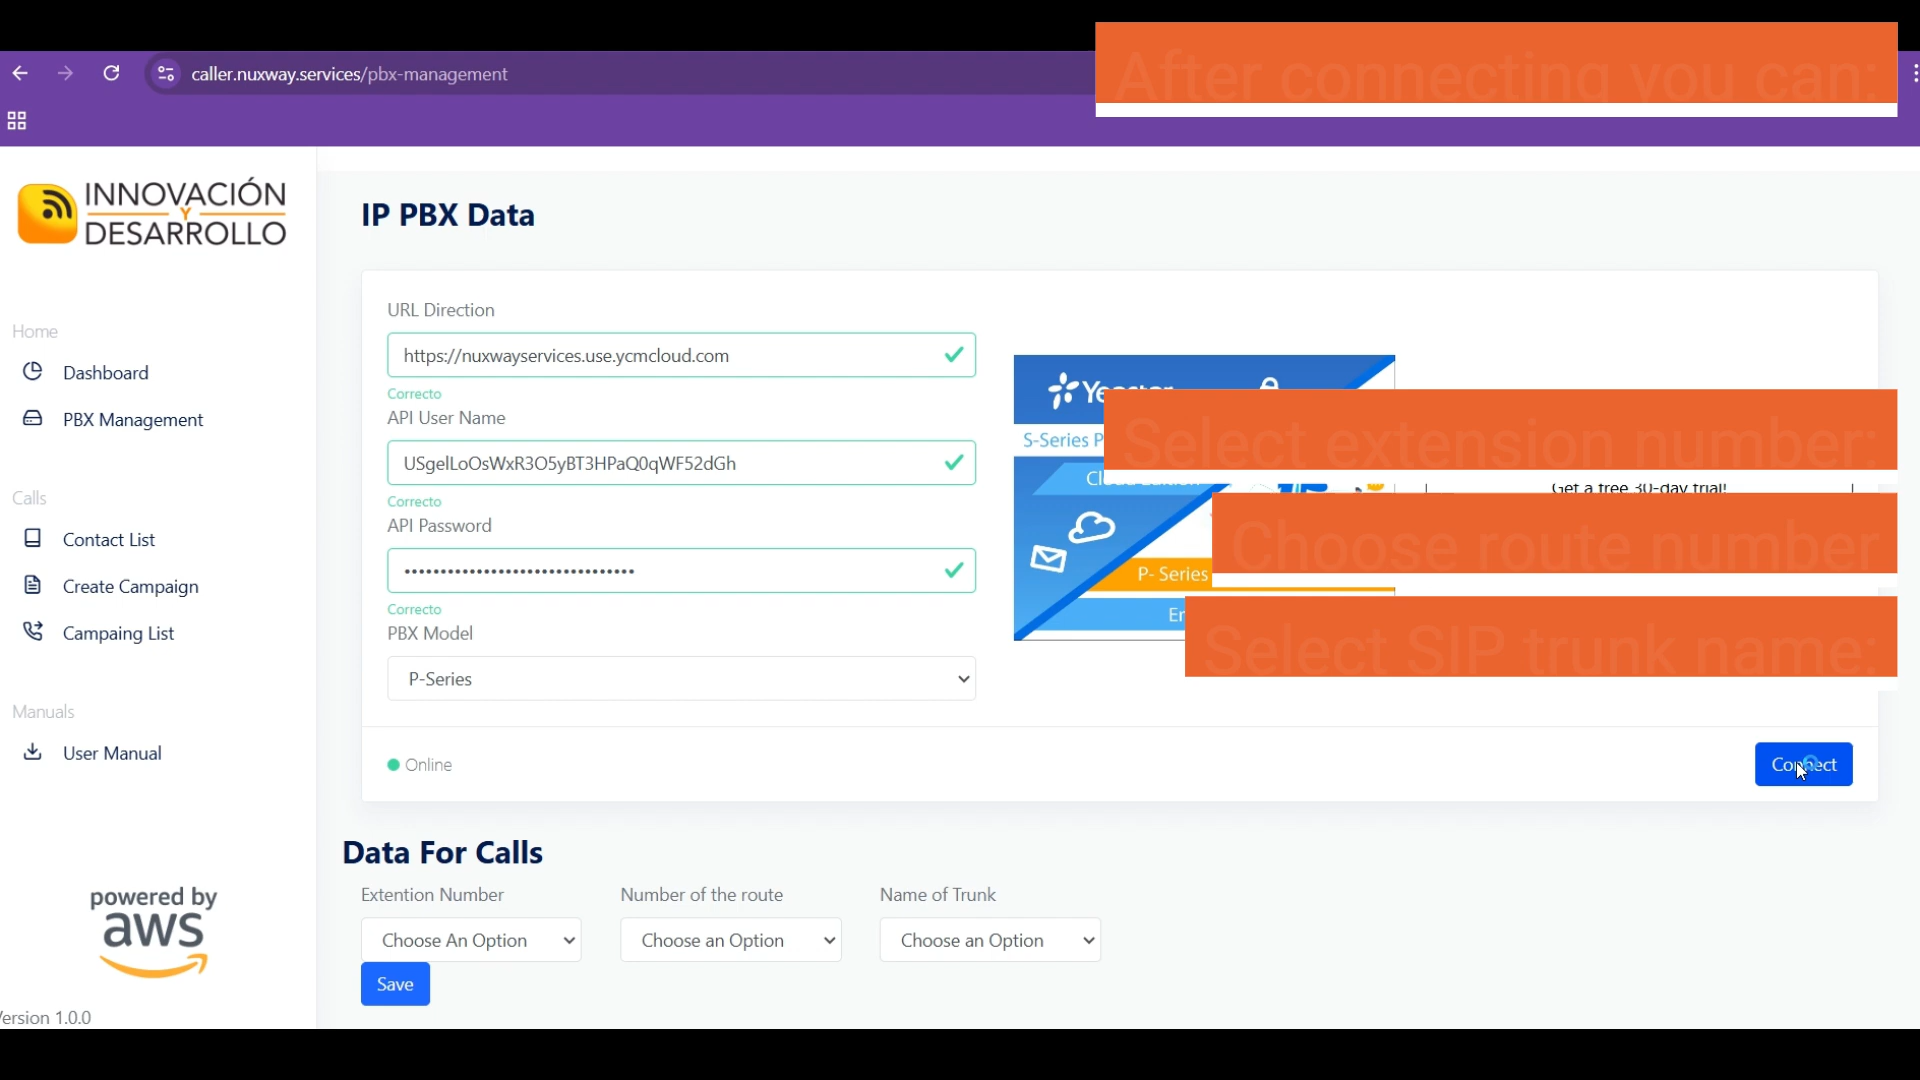 After connecting you can:
caller.nuxway.services/pbx-management
INNOVACIÓN
Y
DESARROLLO
IP PBX Data
URL Direction
https://nuxwayservices.use.ycmcloud.com
Correcto
API User Name
USgelLoOsWxR3O5yBT3HPaQ0qWF52dGh
Correcto
API Password
Correcto
PBX Model
P-Series
Online
Connect
Home
Dashboard
PBX Management
Calls
Contact List
Create Campaign
Campaing List
Manuals
User Manual
powered by
aws
Version 1.0.0
Yeastar
S-Series P
Cloud Edition
P- Series
Get a free 30-day trial!
Select extension number:
Choose route number
Select SIP trunk name:
Data For Calls
Extention Number
Number of the route
Name of Trunk
Choose An Option
Choose an Option
Choose an Option
Save